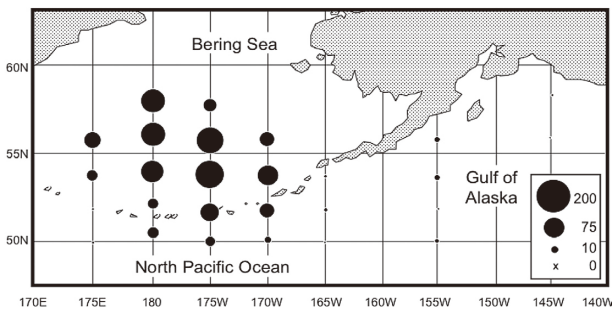 Bering Sea
60N
55N
Gulf of
Alaska
200
75
10
x 0
50N
North Pacific Ocean
170E 175E 180 175W 170W 165W 160W 155W 150W 145W 140W